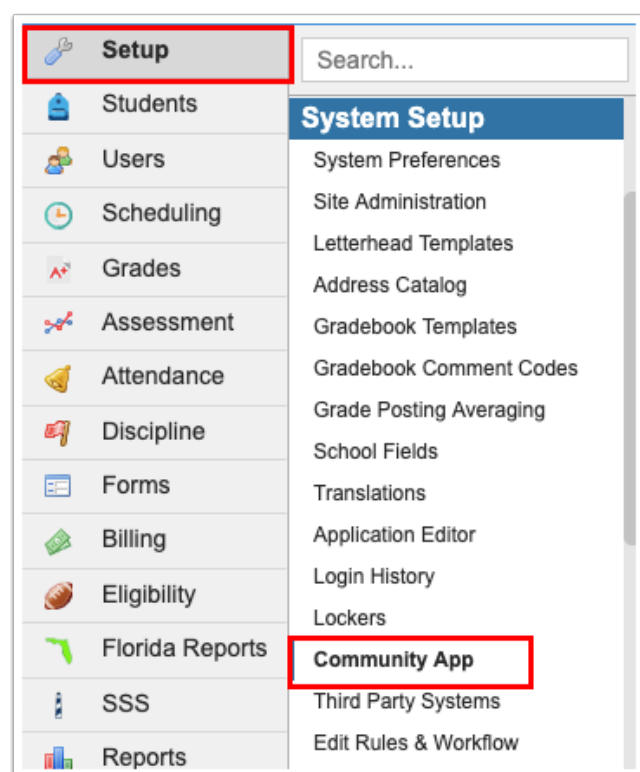 Setup
Students
Users
Scheduling
A+
Grades
Assessment
Attendance
Discipline
Forms
Billing
Eligibility
Florida Reports
SSS
Reports
Search...
System Setup
System Preferences
Site Administration
Letterhead Templates
Address Catalog
Gradebook Templates
Gradebook Comment Codes
Grade Posting Averaging
School Fields
Translations
Application Editor
Login History
Lockers
Community App
Third Party Systems
Edit Rules & Workflow